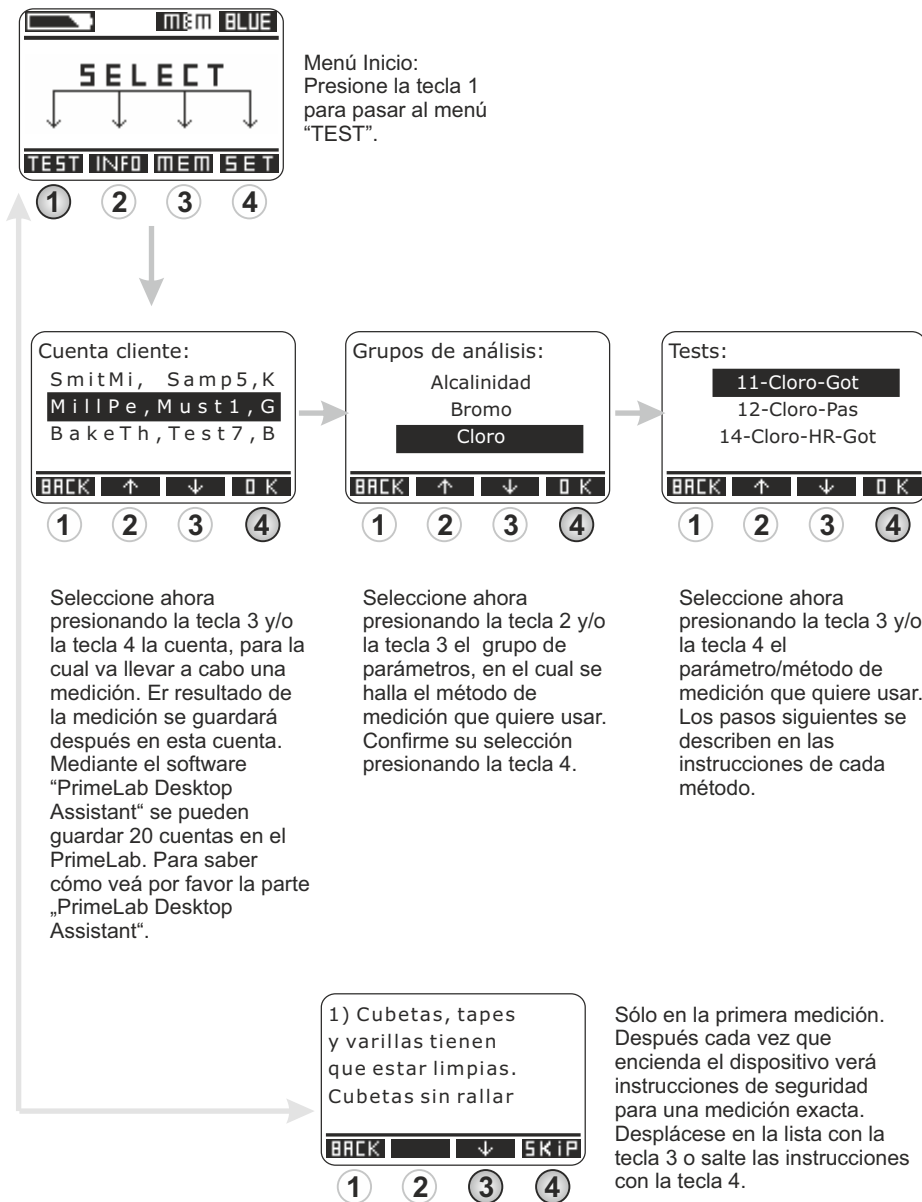 MEM BLUE
SELECT
TEST INFO MEM SET
1 2 3 4
Menú Inicio:
Presione la tecla 1
para pasar al menú
“TEST”.
Cuenta cliente:
SmitMi, Samp5,K
MillPe,Must1,G
BakeTh,Test7,B
BACK ↑ ↓ OK
1 2 3 4
Grupos de análisis:
Alcalinidad
Bromo
Cloro
BACK ↑ ↓ OK
1 2 3 4
Tests:
11-Cloro-Got
12-Cloro-Pas
14-Cloro-HR-Got
BACK ↑ ↓ OK
1 2 3 4
Seleccione ahora
presionando la tecla 3 y/o
la tecla 4 la cuenta, para la
cual va llevar a cabo una
medición. Er resultado de
la medición se guardará
después en esta cuenta.
Mediante el software
“PrimeLab Desktop
Assistant“ se pueden
guardar 20 cuentas en el
PrimeLab. Para saber
cómo veá por favor la parte
„PrimeLab Desktop
Assistant“.
Seleccione ahora
presionando la tecla 2 y/o
la tecla 3 el grupo de
parámetros, en el cual se
halla el método de
medición que quiere usar.
Confirme su selección
presionando la tecla 4.
Seleccione ahora
presionando la tecla 3 y/o
la tecla 4 el
parámetro/método de
medición que quiere usar.
Los pasos siguientes se
describen en las
instrucciones de cada
método.
1) Cubetas, tapes
y varillas tienen
que estar limpias.
Cubetas sin rallar
BACK ↓ SKiP
1 2 3 4
Sólo en la primera medición.
Después cada vez que
encienda el dispositivo verá
instrucciones de seguridad
para una medición exacta.
Desplácese en la lista con la
tecla 3 o salte las instrucciones
con la tecla 4.